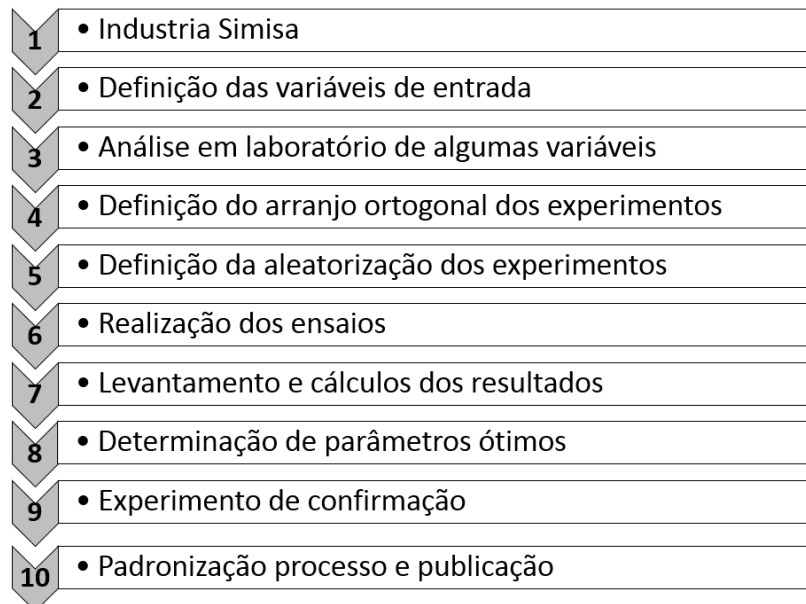 1 • Industria Simisa
2 • Definição das variáveis de entrada
3 • Análise em laboratório de algumas variáveis
4 • Definição do arranjo ortogonal dos experimentos
5 • Definição da aleatorização dos experimentos
6 • Realização dos ensaios
7 • Levantamento e cálculos dos resultados
8 • Determinação de parâmetros ótimos
9 • Experimento de confirmação
10 • Padronização processo e publicação